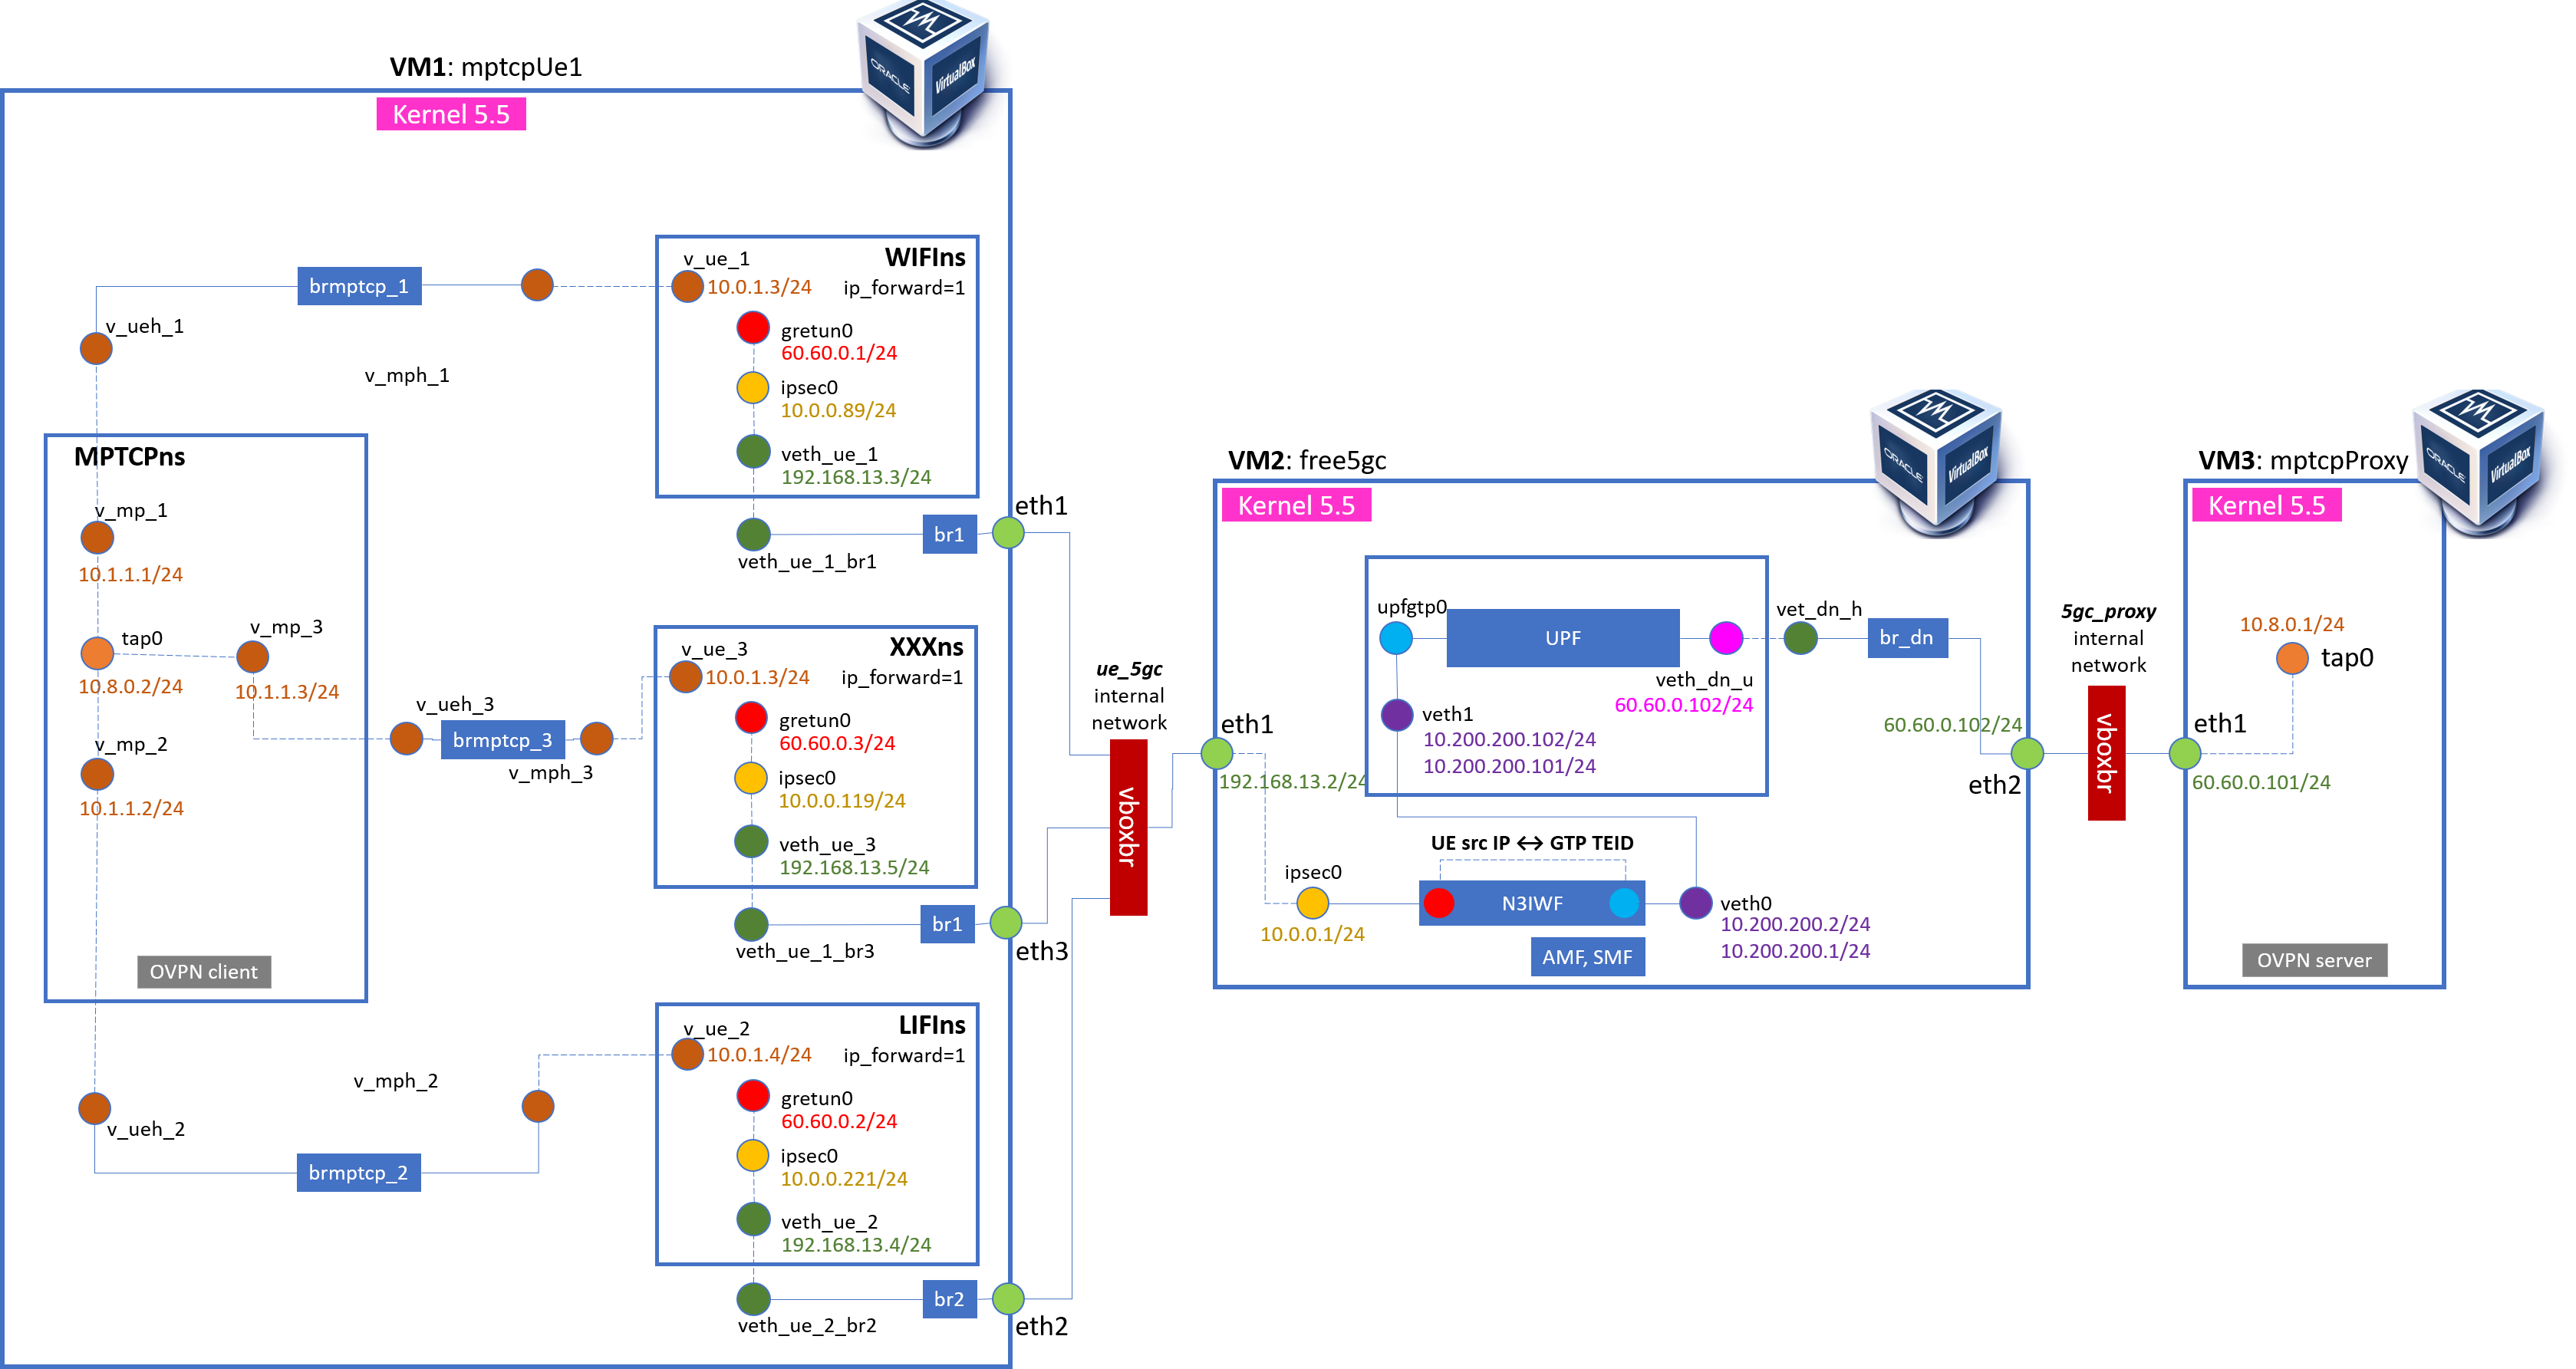 VM1: mptcpUe1
Kernel 5.5
ORACLE
VirtualBox
WIFIns
v_ue_1
10.0.1.3/24
ip_forward=1
gretun0
60.60.0.1/24
ipsec0
10.0.0.89/24
veth_ue_1
192.168.13.3/24
brmptcp_1
v_ueh_1
v_mph_1
br1
eth1
veth_ue_1_br1
MPTCPns
v_mp_1
10.1.1.1/24
tap0
10.8.0.2/24
v_mp_3
10.1.1.3/24
v_mp_2
10.1.1.2/24
OVPN client
v_ueh_3
brmptcp_3
v_mph_3
XXXns
v_ue_3
10.0.1.3/24
ip_forward=1
gretun0
60.60.0.3/24
ipsec0
10.0.0.119/24
veth_ue_3
192.168.13.5/24
br1
eth3
veth_ue_1_br3
LIFIns
v_ue_2
10.0.1.4/24
ip_forward=1
gretun0
60.60.0.2/24
ipsec0
10.0.0.221/24
veth_ue_2
192.168.13.4/24
v_mph_2
v_ueh_2
brmptcp_2
br2
eth2
veth_ue_2_br2
ue_5gc
internal
network
vboxbr
VM2: free5gc
Kernel 5.5
ORACLE
VirtualBox
eth1
192.168.13.2/24
upfgtp0
UPF
veth_dn_u
60.60.0.102/24
veth1
10.200.200.102/24
10.200.200.101/24
vet_dn_h
br_dn
60.60.0.102/24
eth2
UE src IP ↔ GTP TEID
ipsec0
10.0.0.1/24
N3IWF
veth0
10.200.200.2/24
10.200.200.1/24
AMF, SMF
5gc_proxy
internal
network
vboxbr
VM3: mptcpProxy
Kernel 5.5
ORACLE
VirtualBox
10.8.0.1/24
tap0
eth1
60.60.0.101/24
OVPN server